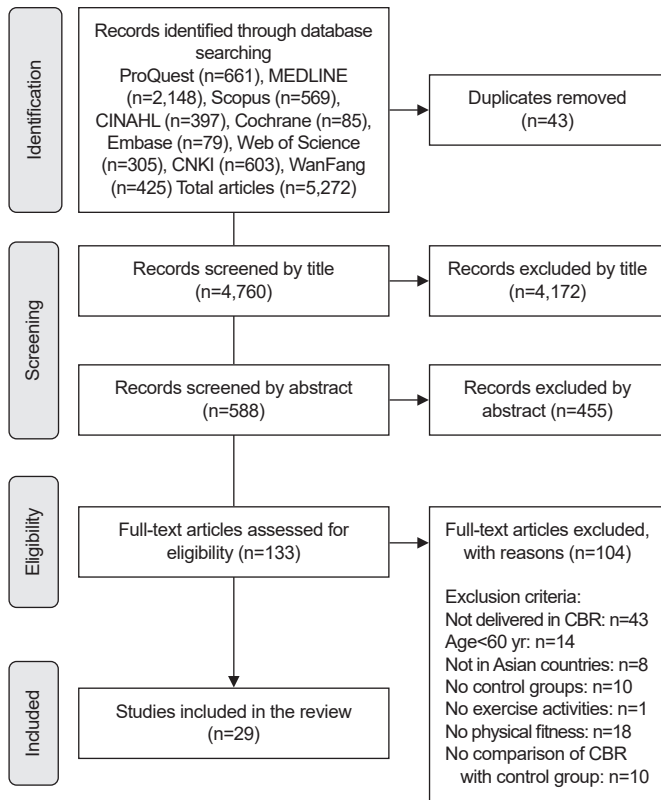 Identification
Records identified through database
searching
ProQuest (n=661), MEDLINE
(n=2,148), Scopus (n=569),
CINAHL (n=397), Cochrane (n=85),
Embase (n=79), Web of Science
(n=305), CNKI (n=603), WanFang
(n=425) Total articles (n=5,272)
Duplicates removed
(n=43)
Screening
Records screened by title
(n=4,760)
Records excluded by title
(n=4,172)
Records screened by abstract
(n=588)
Records excluded by
abstract (n=455)
Eligibility
Full-text articles assessed for
eligibility (n=133)
Full-text articles excluded,
with reasons (n=104)
Exclusion criteria:
Not delivered in CBR: n=43
Age<60 yr: n=14
Not in Asian countries: n=8
No control groups: n=10
No exercise activities: n=1
No physical fitness: n=18
No comparison of CBR
with control group: n=10
Included
Studies included in the review
(n=29)